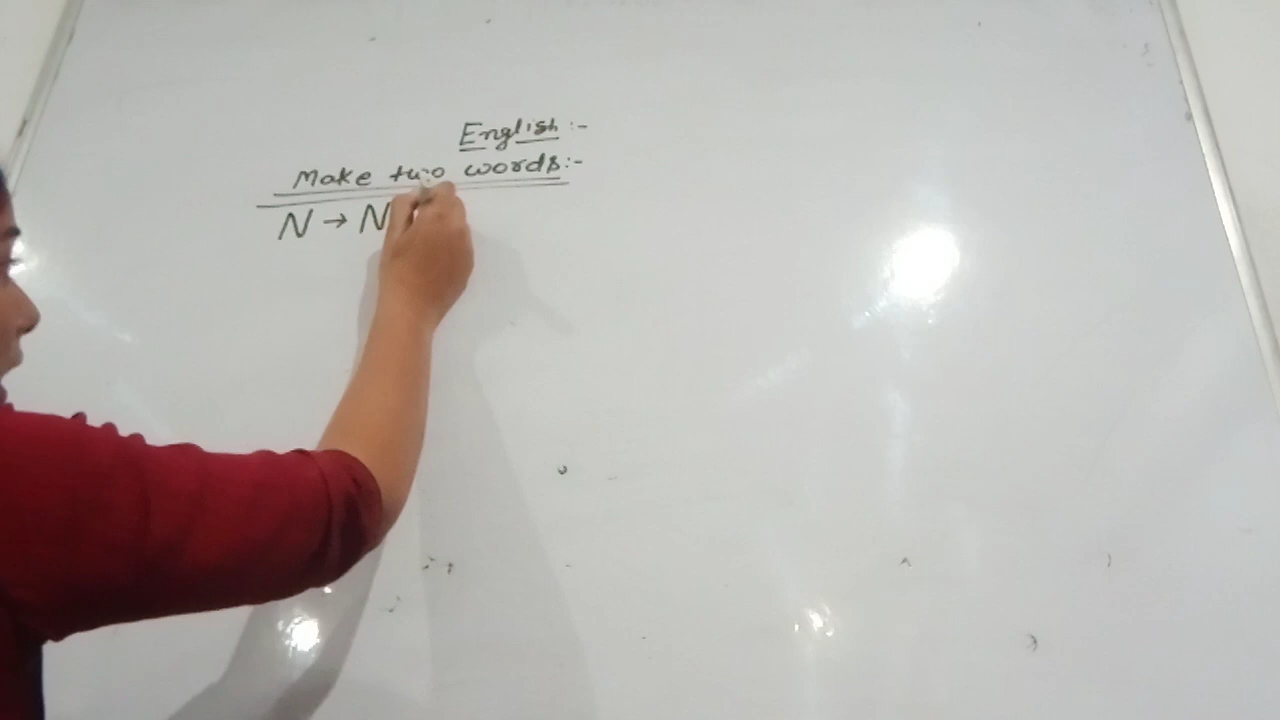 English :-
Make two words:-
N → N